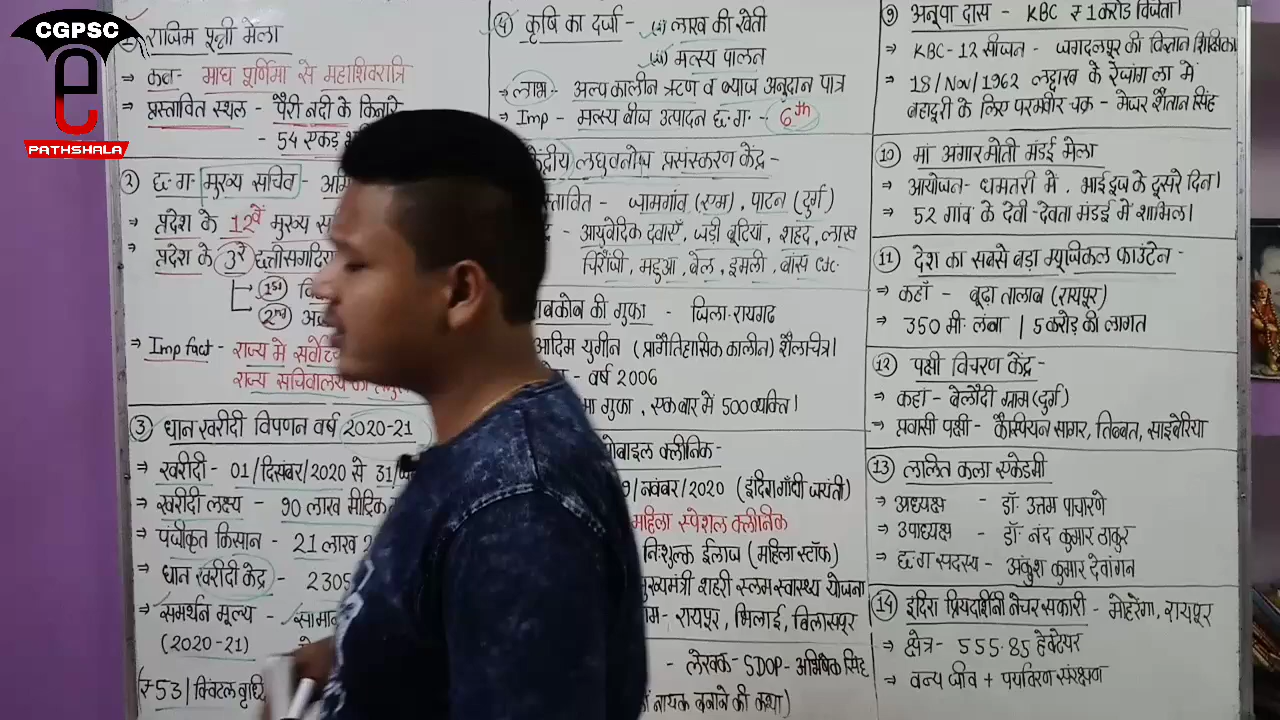 CGPSC
e
PATHSHALA
राजिम पुन्नी मेला
→ कब- माघ पूर्णिमा से महाशिवरात्रि
→ प्रस्तावित स्थल - पैरी नदी के किनारे
- 54 एकड़
② छ.ग. मुख्य सचिव -
→ प्रदेश के 12वें मुख्य
→ प्रदेश के 3रे छत्तीसगढ़िया
→ 1st
→ 2nd
→ Imp fact - राज्य में सर्वोच्च
राज्य सचिवालय का
③ धान खरीदी विपणन वर्ष 2020-21
→ खरीदी - 01/दिसंबर/2020 से 31/
→ खरीदी लक्ष्य - 90 लाख मीट्रिक
→ पंजीकृत किसान - 21 लाख
→ धान खरीदी केंद्र - 2305
→ समर्थन मूल्य -
(2020-21)
(₹53/क्विंटल वृद्धि
④ कृषि का दर्जा - (i) लाख की खेती
(ii) मत्स्य पालन
→ लाभ - अल्पकालीन ऋण व ब्याज अनुदान पात्र
→ Imp - मत्स्य बीज उत्पादन छ.ग. - 6th
केंद्रीय लघुवनोपज प्रसंस्करण केंद्र -
जामगांव (एम), पाटन (दुर्ग)
- आयुर्वेदिक दवाएँ, जड़ी बूटियां, शहद, लाख
चिरौंजी, महुआ, बेल, इमली, बांस etc.
की गुफा - जिला-रायगढ़
आदिम युगीन (प्रागैतिहासिक कालीन) शैलचित्र।
- वर्ष 2006
गुफा, एक बार में 500 व्यक्ति।
मोबाइल क्लीनिक-
/नवंबर/2020 (इंदिरा गाँधी जयंती)
महिला स्पेशल क्लीनिक
निःशुल्क ईलाज (महिला स्टॉफ)
मुख्यमंत्री शहरी स्लम स्वास्थ्य योजना
- रायपुर, भिलाई, बिलासपुर
- लेखक- SDOP- अभिषेक सिंह
नायक बनाने की कथा)
⑨ अनूपा दास - KBC ₹1 करोड़ विजेता।
→ KBC-12 सीजन - जगदलपुर की विज्ञान शिक्षिका
→ 18/Nov/1962 लद्दाख के रेजांग ला में
बहादुरी के लिए परमवीर चक्र - मेजर शैतान सिंह
⑩ मां अंगारमोती मंडई मेला
→ आयोजन- धमतरी में, भाई दूज के दूसरे दिन।
→ 52 गांव के देवी-देवता मंडई में शामिल।
⑪ देश का सबसे बड़ा म्यूजिकल फाउंटेन -
→ कहाँ - बूढ़ा तालाब (रायपुर)
→ 350 मी. लंबा | 5 करोड़ की लागत
⑫ पक्षी विचरण केंद्र -
→ कहां - बेलौदी ग्राम (दुर्ग)
→ प्रवासी पक्षी - कैस्पियन सागर, तिब्बत, साइबेरिया
⑬ ललित कला एकेडमी
→ अध्यक्ष - डॉ. उत्तम पाचारणे
→ उपाध्यक्ष - डॉ. नंद कुमार ठाकुर
→ छ.ग सदस्य - अंकुश कुमार देवांगन
⑭ इंदिरा प्रियदर्शिनी नेचर सफारी - मोहरेंगा, रायपुर
→ क्षेत्र - 555.85 हेक्टेयर
→ वन्य जीव + पर्यावरण संरक्षण